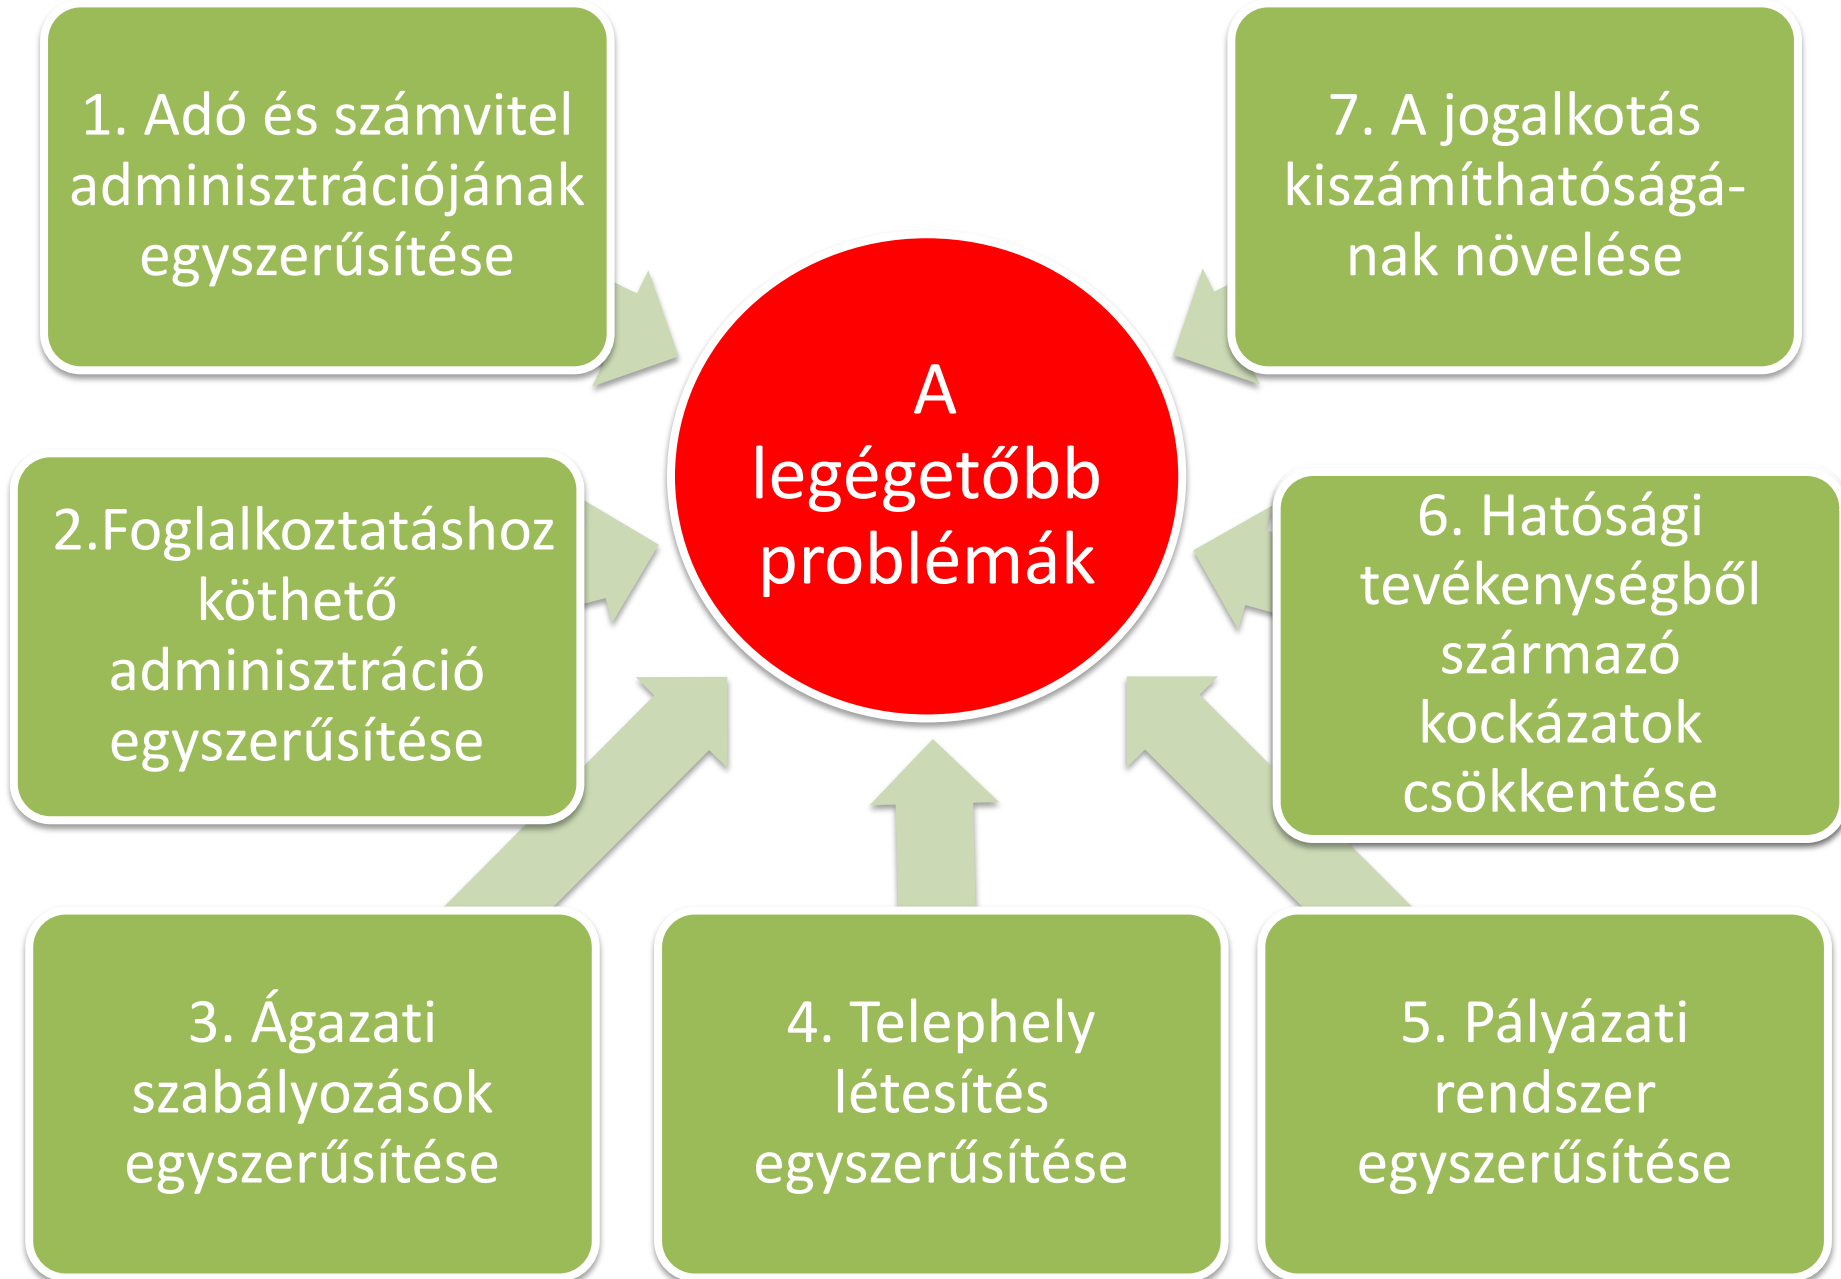 1. Adó és számvitel
adminisztrációjának
egyszerűsítése
7. A jogalkotás
kiszámíthatóságá-
nak növelése
A
legégetőbb
problémák
2.Foglalkoztatáshoz
köthető
adminisztráció
egyszerűsítése
6. Hatósági
tevékenységből
származó
kockázatok
csökkentése
3. Ágazati
szabályozások
egyszerűsítése
4. Telephely
létesítés
egyszerűsítése
5. Pályázati
rendszer
egyszerűsítése